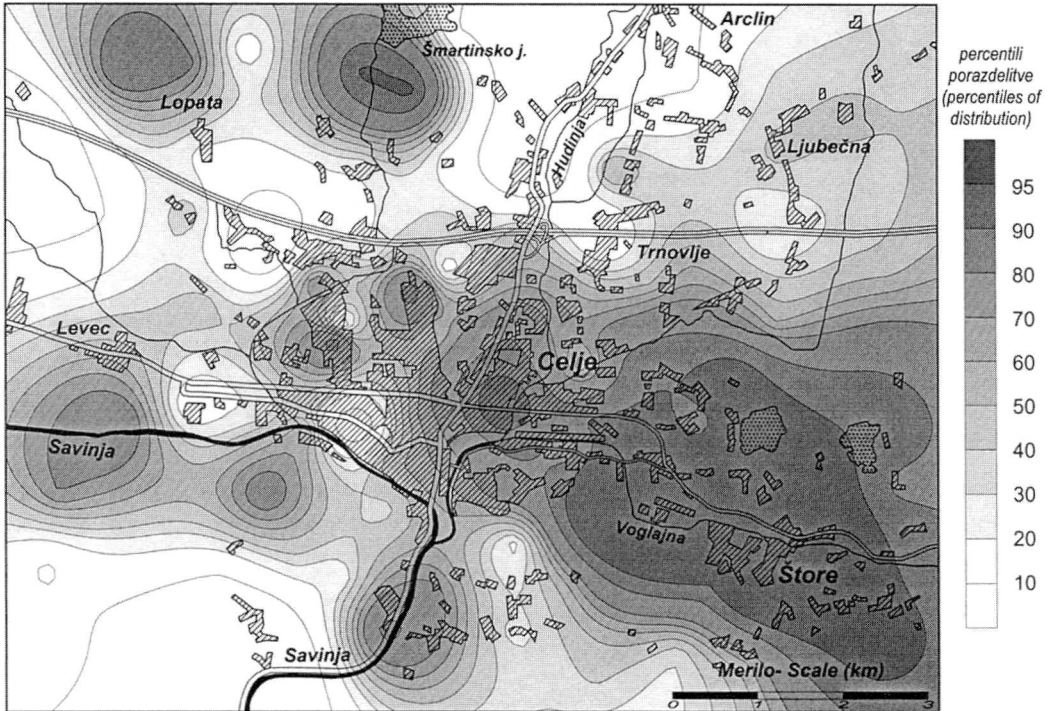 Arclin
Šmartinsko j.
Lopata
Hudinja
Ljubečna
Trnovlje
Levec
Celje
Savinja
Voglajna
Štore
Savinja
Merilo- Scale (km)
0 1 2 3
percentili
porazdelitve
(percentiles of
distribution)
95
90
80
70
60
50
40
30
20
10